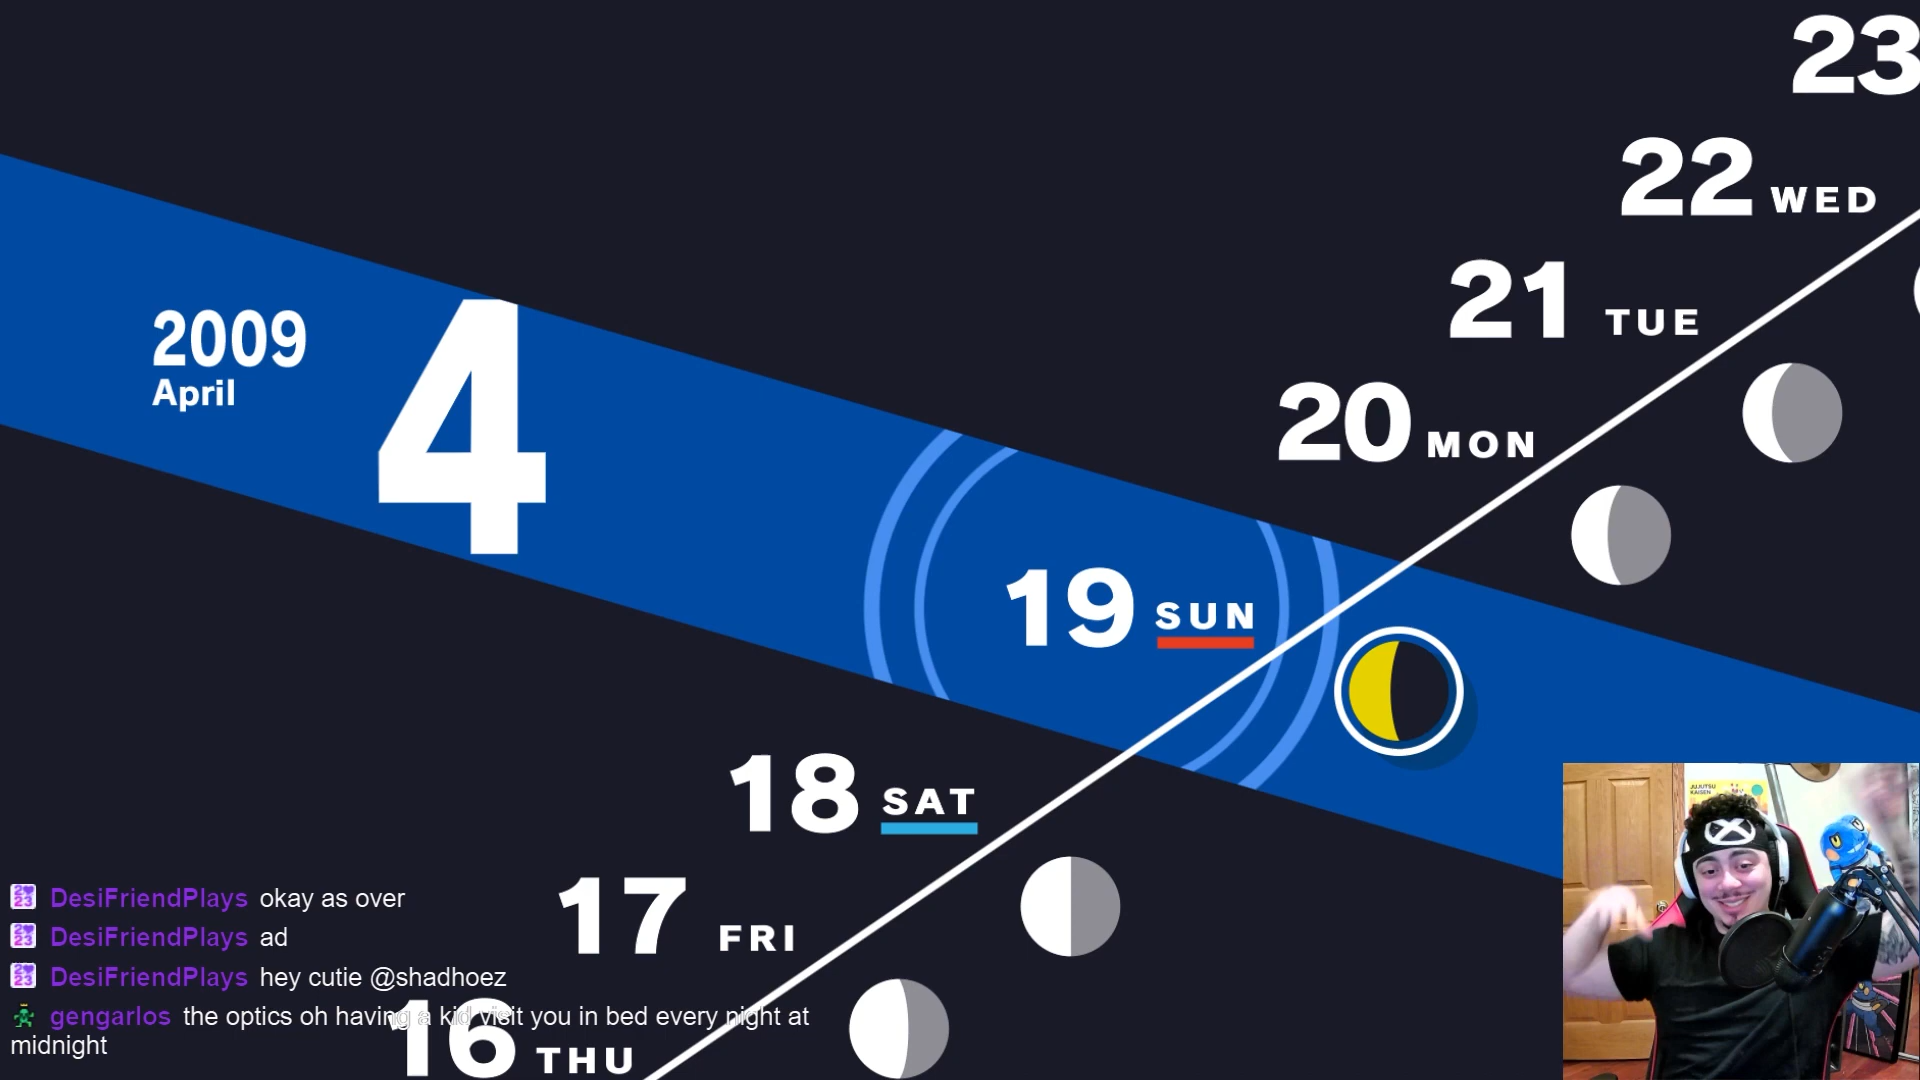 23
22 WED
21 TUE
20 MON
2009
April
4
19 SUN
18 SAT
17 FRI
16 THU
DesiFriendPlays okay as over
DesiFriendPlays ad
DesiFriendPlays hey cutie @shadhoez
gengarlos the optics oh having a kid visit you in bed every night at
midnight
JUJUTSU
KAISEN